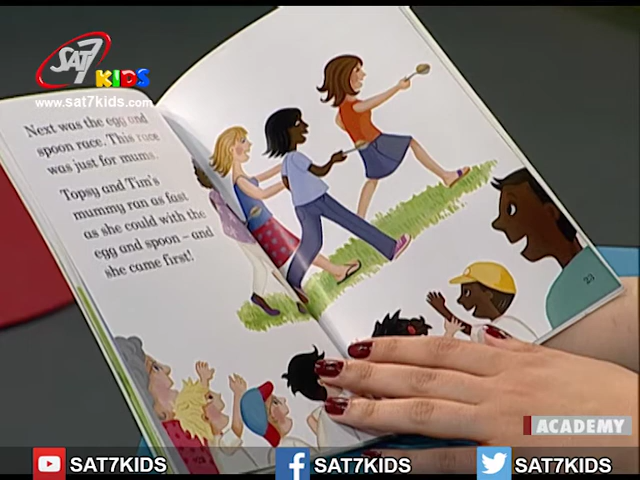 SAT7
KIDS
www.sat7kids.com
Next was the egg and
spoon race. This race
was just for mums.
Topsy and Tim's
mummy ran as fast
as she could with the
egg and spoon – and
she came first!
23
ACADEMY
SAT7KIDS
SAT7KIDS
SAT7KIDS